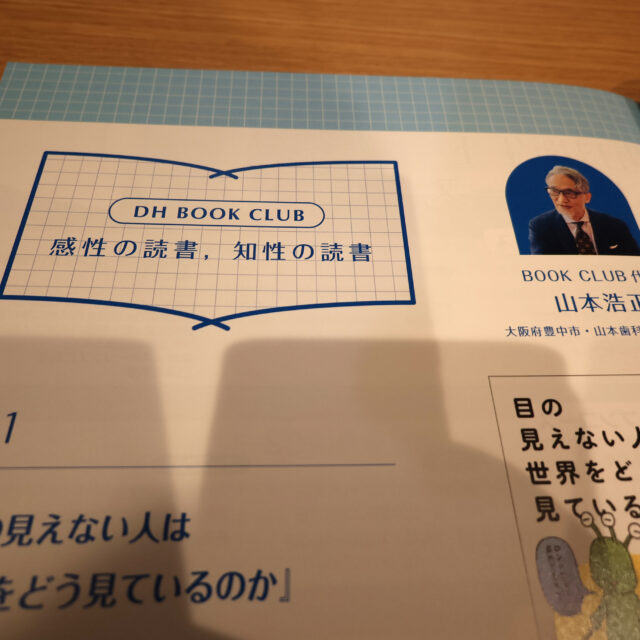 DH BOOK CLUB
感性の読書，知性の読書
BOOK CLUB
山本浩正
大阪府豊中市・山本歯科
1
見えない人は
をどう見ているのか』
目の
見えない人
世界をど
見ている